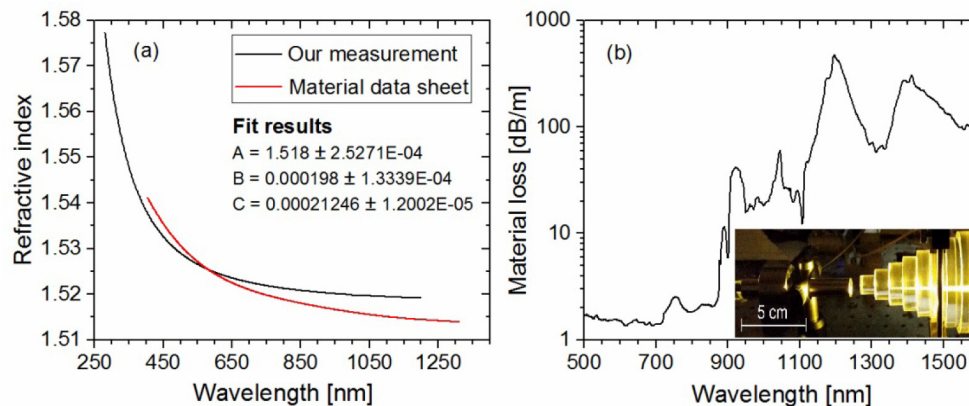 (a)
Our measurement
Material data sheet
Fit results
A = 1.518 ± 2.5271E-04
B = 0.000198 ± 1.3339E-04
C = 0.00021246 ± 1.2002E-05
Refractive index
1.58
1.57
1.56
1.55
1.54
1.53
1.52
1.51
250 450 650 850 1050 1250
Wavelength [nm]
(b)
Material loss [dB/m]
1000
100
10
1
5 cm
500 700 900 1100 1300 1500
Wavelength [nm]